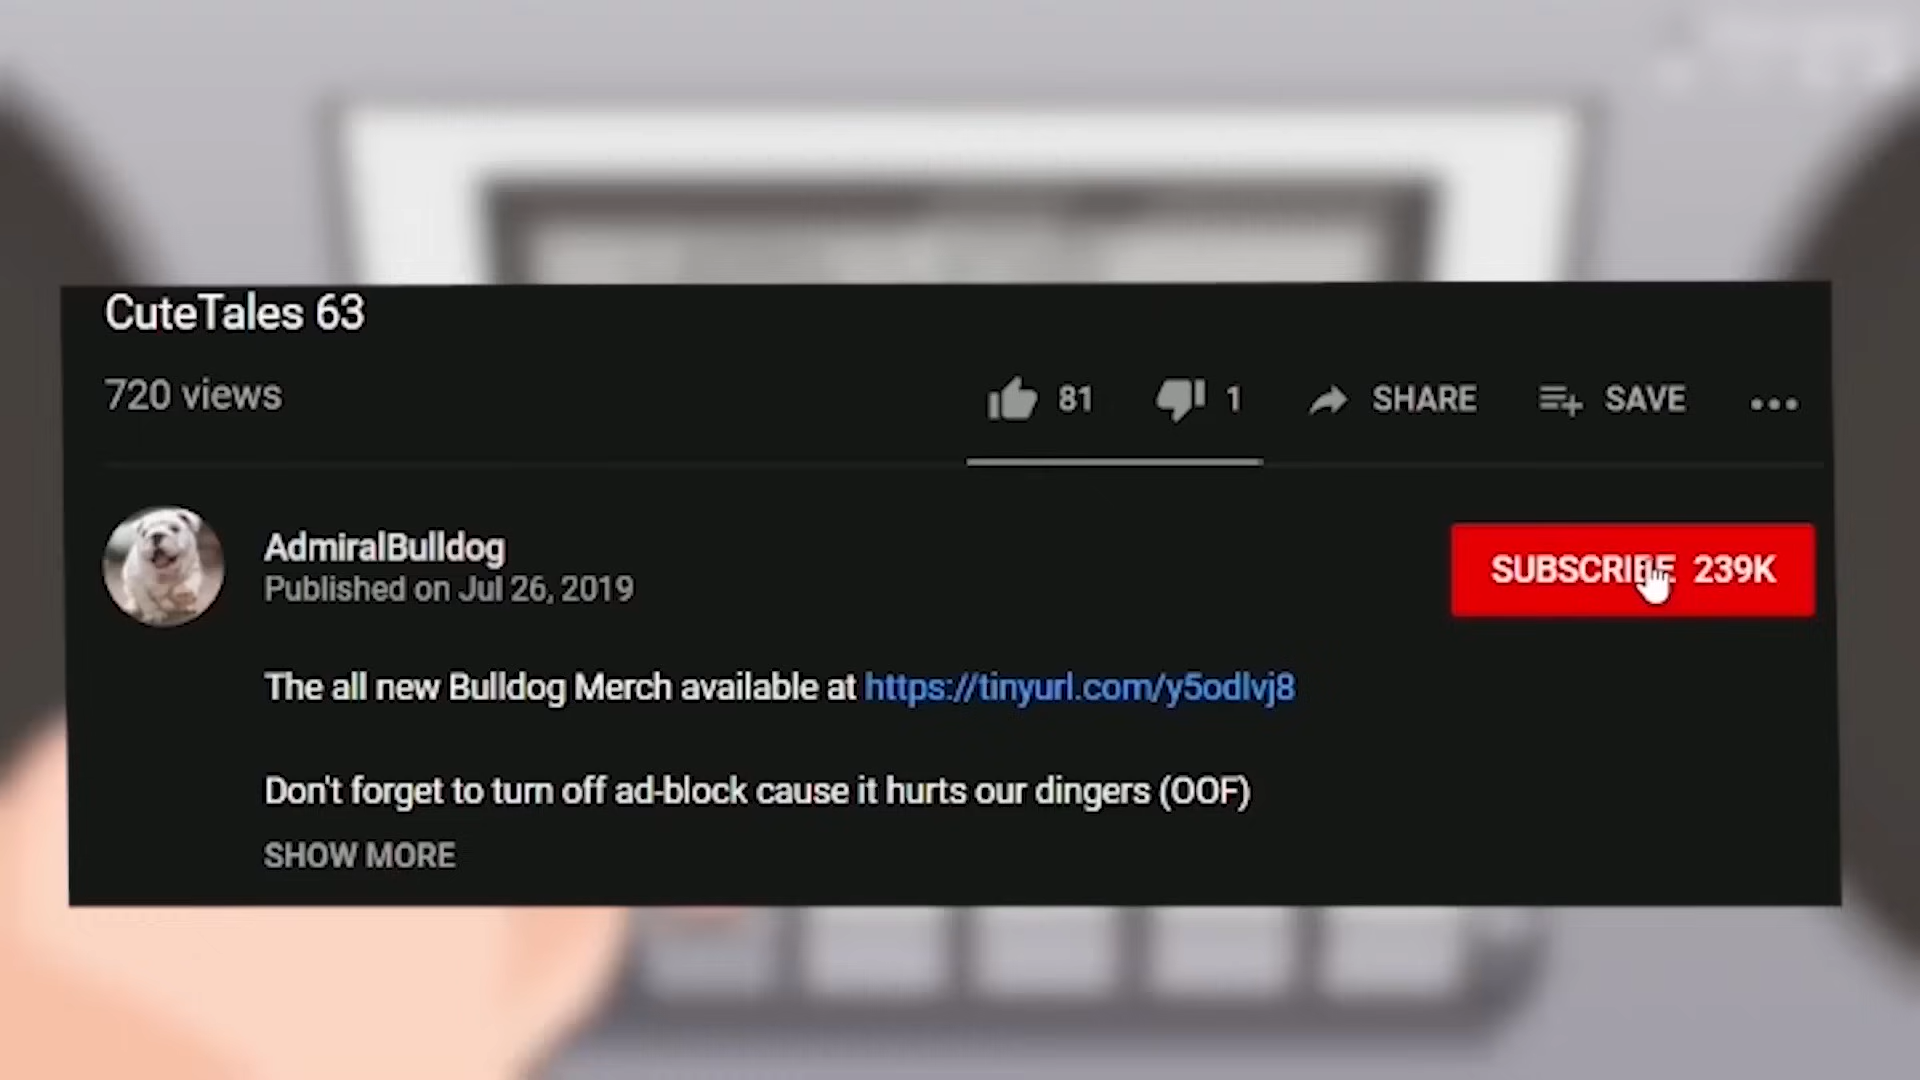 CuteTales 63
720 views
81
1
SHARE
SAVE
AdmiralBulldog
Published on Jul 26, 2019
SUBSCRIBE 239K
The all new Bulldog Merch available at https://tinyurl.com/y5odlvj8
Don't forget to turn off ad-block cause it hurts our dingers (OOF)
SHOW MORE